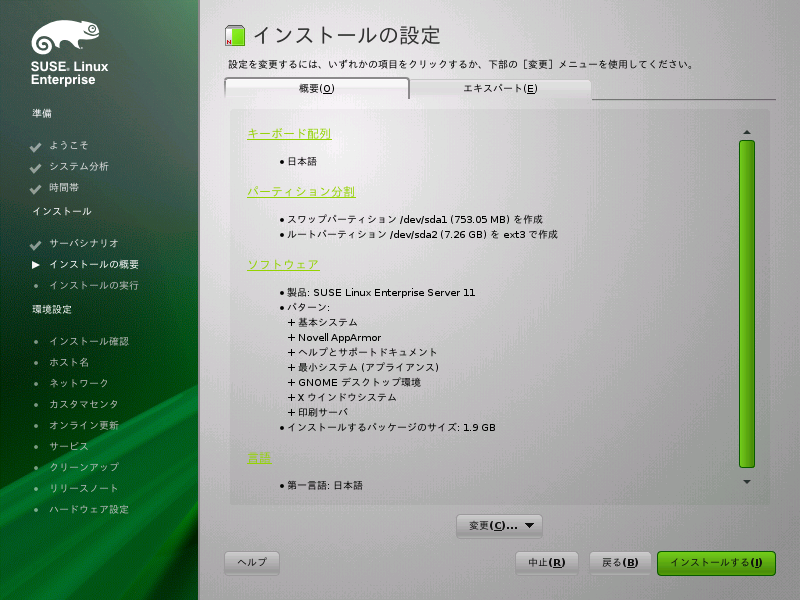 SUSE® Linux
Enterprise
準備
ようこそ
システム分析
時間帯
インストール
サーバシナリオ
インストールの概要
インストールの実行
環境設定
インストール確認
ホスト名
ネットワーク
カスタマセンタ
オンライン更新
サービス
クリーンアップ
リリースノート
ハードウェア設定
インストールの設定
設定を変更するには、いずれかの項目をクリックするか、下部の［変更］メニューを使用してください。
概要(O) エキスパート(E)
キーボード配列
• 日本語
パーティション分割
• スワップパーティション /dev/sda1 (753.05 MB) を作成
• ルートパーティション /dev/sda2 (7.26 GB) を ext3 で作成
ソフトウェア
• 製品: SUSE Linux Enterprise Server 11
• パターン:
+ 基本システム
+ Novell AppArmor
+ ヘルプとサポートドキュメント
+ 最小システム (アプライアンス)
+ GNOME デスクトップ環境
+ X ウインドウシステム
+ 印刷サーバ
• インストールするパッケージのサイズ: 1.9 GB
言語
• 第一言語: 日本語
変更(C)...
ヘルプ 中止(R) 戻る(B) インストールする(I)